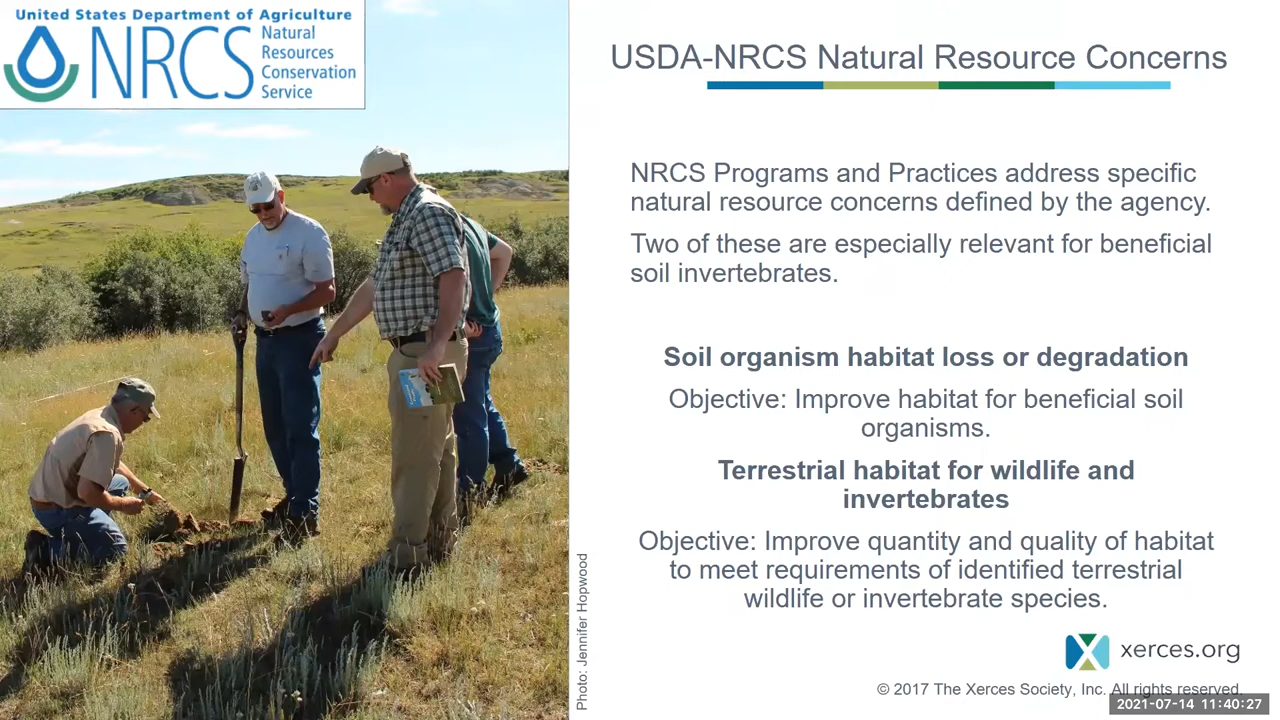 United States Department of Agriculture
NRCS
Natural
Resources
Conservation
Service
USDA-NRCS Natural Resource Concerns
NRCS Programs and Practices address specific
natural resource concerns defined by the agency.
Two of these are especially relevant for beneficial
soil invertebrates.
Soil organism habitat loss or degradation
Objective: Improve habitat for beneficial soil
organisms.
Terrestrial habitat for wildlife and
invertebrates
Objective: Improve quantity and quality of habitat
to meet requirements of identified terrestrial
wildlife or invertebrate species.
Photo: Jennifer Hopwood
xerces.org
© 2017 The Xerces Society, Inc. All rights reserved.
2021-07-14 11:40:27